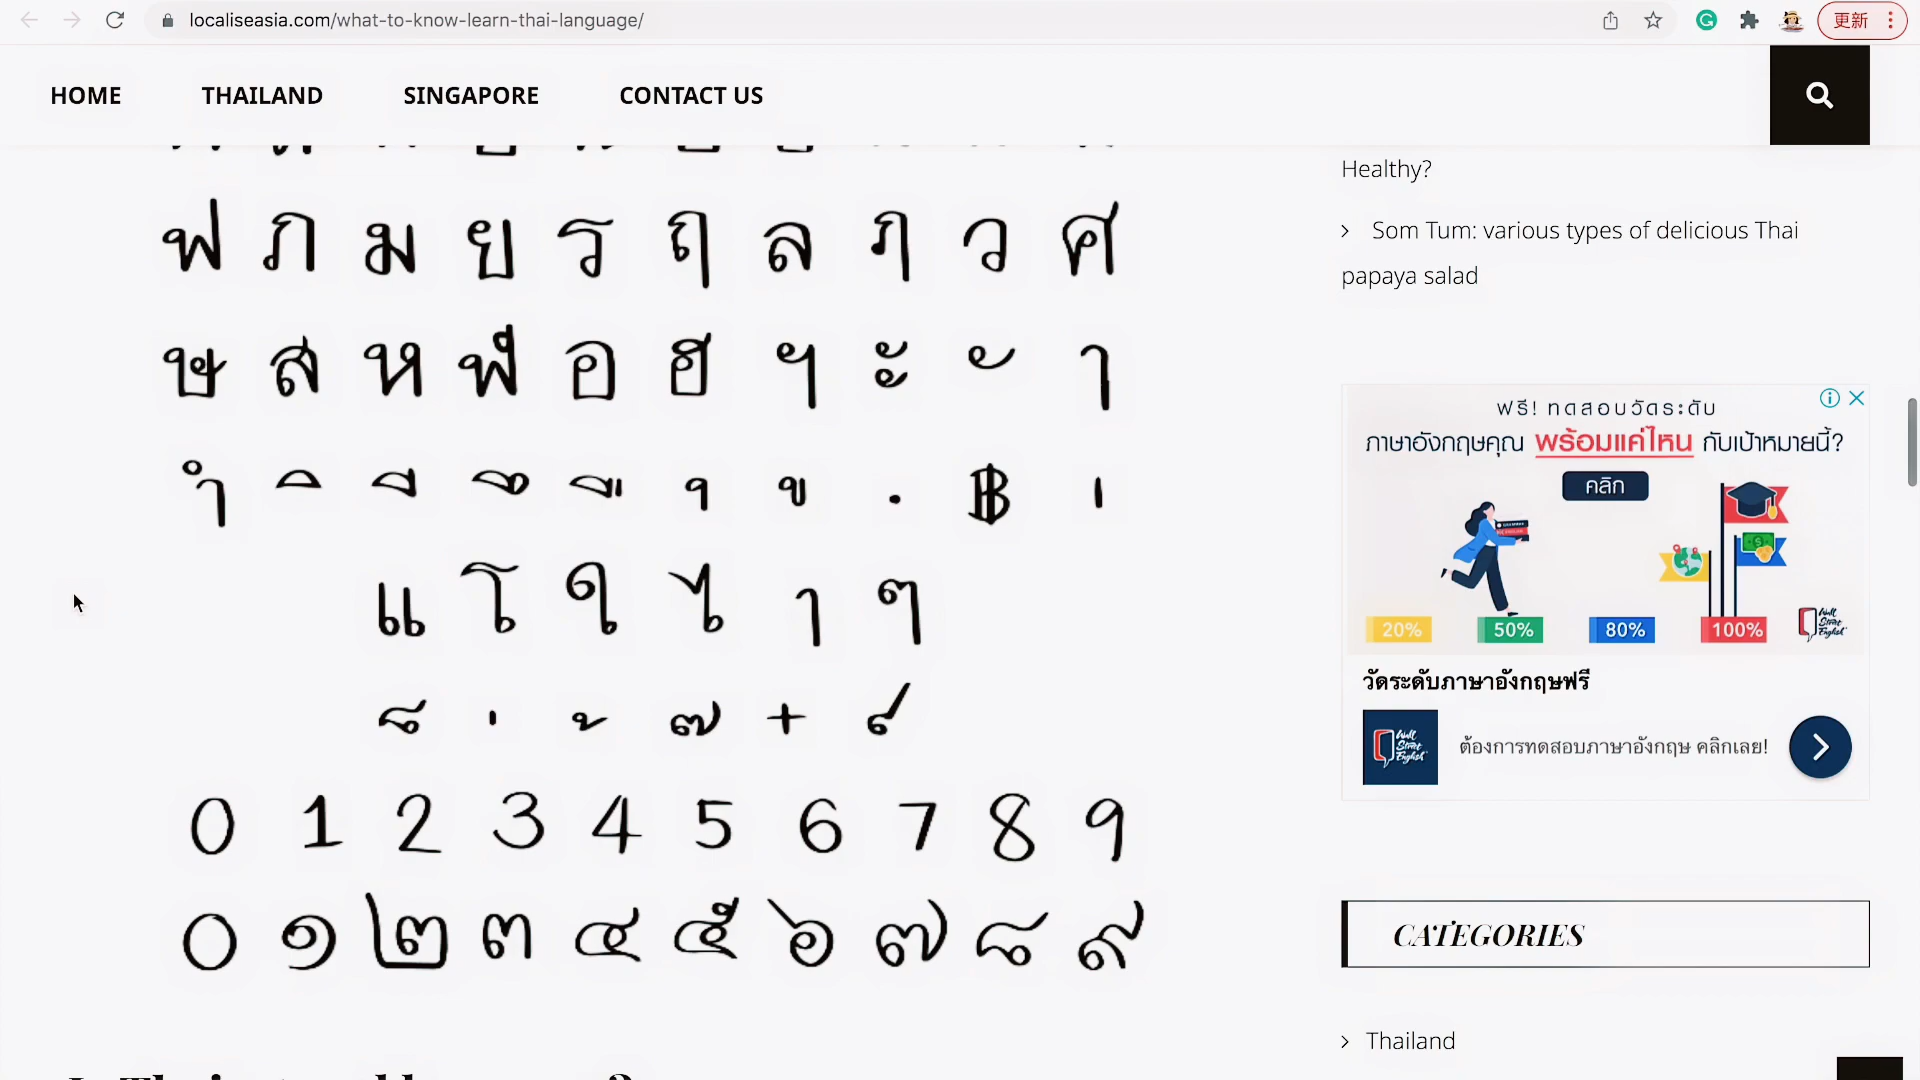 localiseasia.com/what-to-know-learn-thai-language/
更新
HOME THAILAND SINGAPORE CONTACT US
Healthy?
Som Tum: various types of delicious Thai
papaya salad
ฟ ภ ม ย ร ฤ ล ฦ ว ศ
ษ ส ห ฬ อ ฮ ฯ ะ ั า
ำ ิ ี ึ ื ุ ู ฺ ฿ เ
แ โ ใ ไ ๅ ๆ
็ ่ ้ ๊ ๋ ์
0 1 2 3 4 5 6 7 8 9
๐ ๑ ๒ ๓ ๔ ๕ ๖ ๗ ๘ ๙
ฟรี! ทดสอบวัดระดับ
ภาษาอังกฤษคุณ พร้อมแค่ไหน กับเป้าหมายนี้?
คลิก
20% 50% 80% 100%
Wall Street English
วัดระดับภาษาอังกฤษฟรี
Wall Street English
ต้องการทดสอบภาษาอังกฤษ คลิกเลย!
CATEGORIES
Thailand